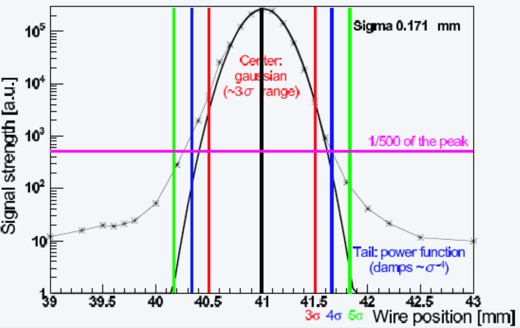 10⁵
Sigma 0.171 mm
Center:
gaussian
(~3σ range)
10⁴
10³
1/500 of the peak
10²
10
Tail: power function
(damps ~σ⁻⁴)
1
Signal strength [a.u.]
39 39.5 40 40.5 41 41.5 42 42.5 43
3σ 4σ 5σ Wire position [mm]